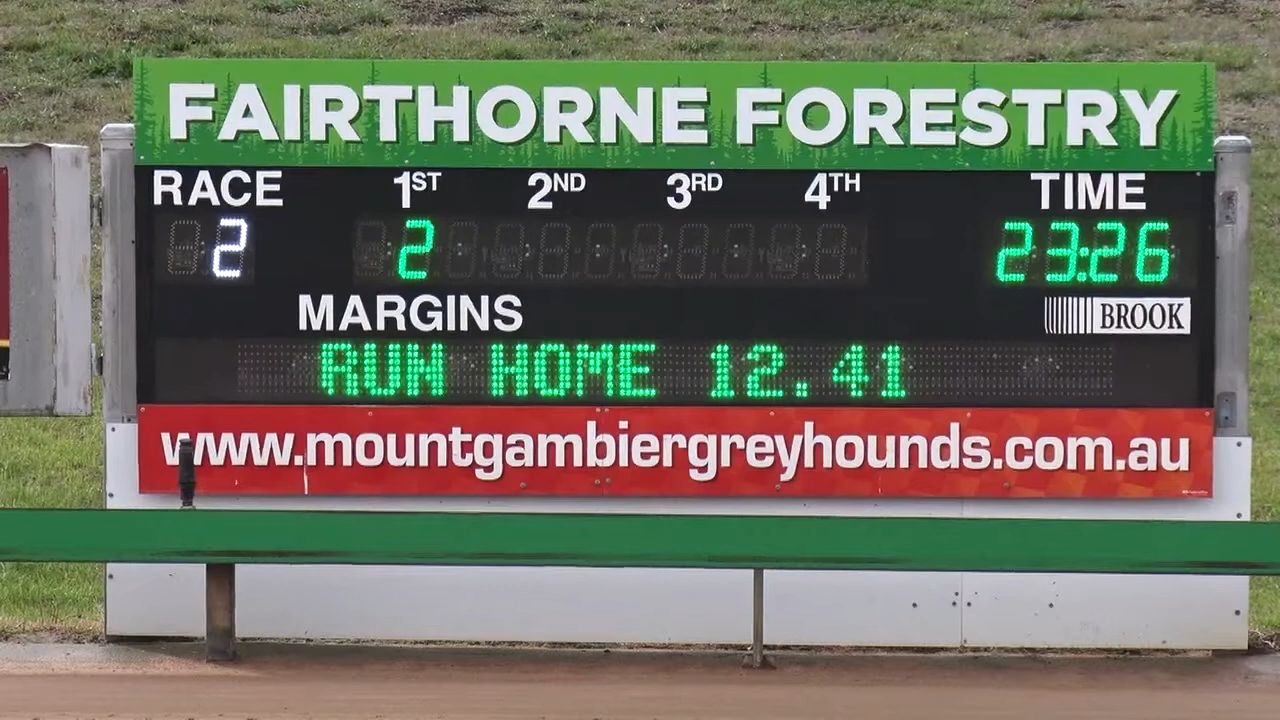 FAIRTHORNE FORESTRY
RACE 1ST 2ND 3RD 4TH TIME
2 2 23:26
MARGINS BROOK
RUN HOME 12.41
www.mountgambiergreyhounds.com.au